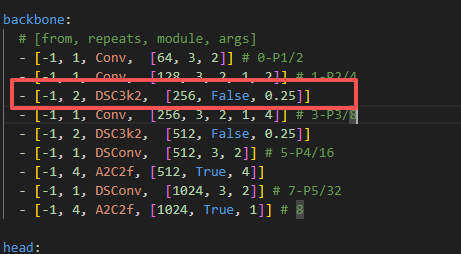 backbone:
# [from, repeats, module, args]
- [-1, 1, Conv,  [64, 3, 2]] # 0-P1/2
- [-1, 1, Conv,  [128, 3, 2, 1, 2]] # 1-P2/4
- [-1, 2, DSC3k2,  [256, False, 0.25]]
- [-1, 1, Conv,  [256, 3, 2, 1, 4]] # 3-P3/8
- [-1, 2, DSC3k2,  [512, False, 0.25]]
- [-1, 1, DSConv,  [512, 3, 2]] # 5-P4/16
- [-1, 4, A2C2f, [512, True, 4]]
- [-1, 1, DSConv,  [1024, 3, 2]] # 7-P5/32
- [-1, 4, A2C2f, [1024, True, 1]] # 8
head: